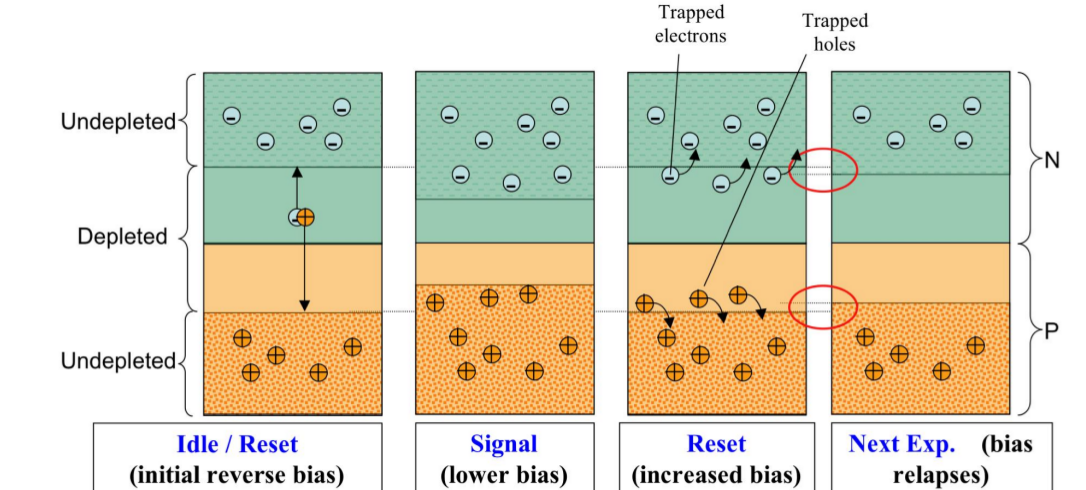 Trapped
electrons
Trapped
holes
Undepleted
Depleted
Undepleted
N
P
Idle / Reset
(initial reverse bias)
Signal
(lower bias)
Reset
(increased bias)
Next Exp. (bias
relapses)